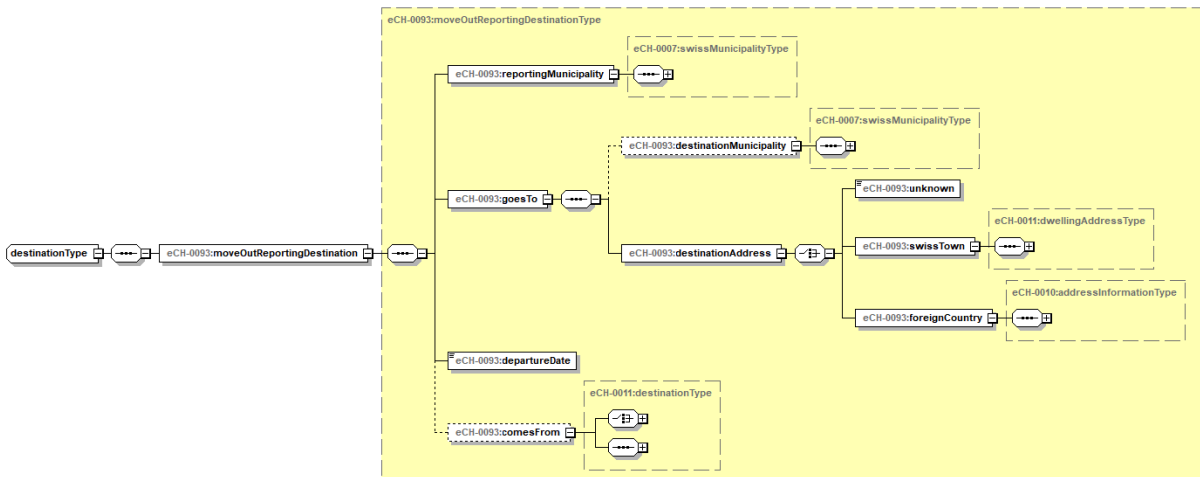 eCH-0093:moveOutReportingDestinationType
eCH-0007:swissMunicipalityType
eCH-0093:reportingMunicipality
eCH-0007:swissMunicipalityType
eCH-0093:destinationMunicipality
eCH-0093:unknown
eCH-0093:goesTo
eCH-0011:dwellingAddressType
destinationType
eCH-0093:moveOutReportingDestination
eCH-0093:destinationAddress
eCH-0093:swissTown
eCH-0010:addressInformationType
eCH-0093:foreignCountry
eCH-0093:departureDate
eCH-0011:destinationType
eCH-0093:comesFrom